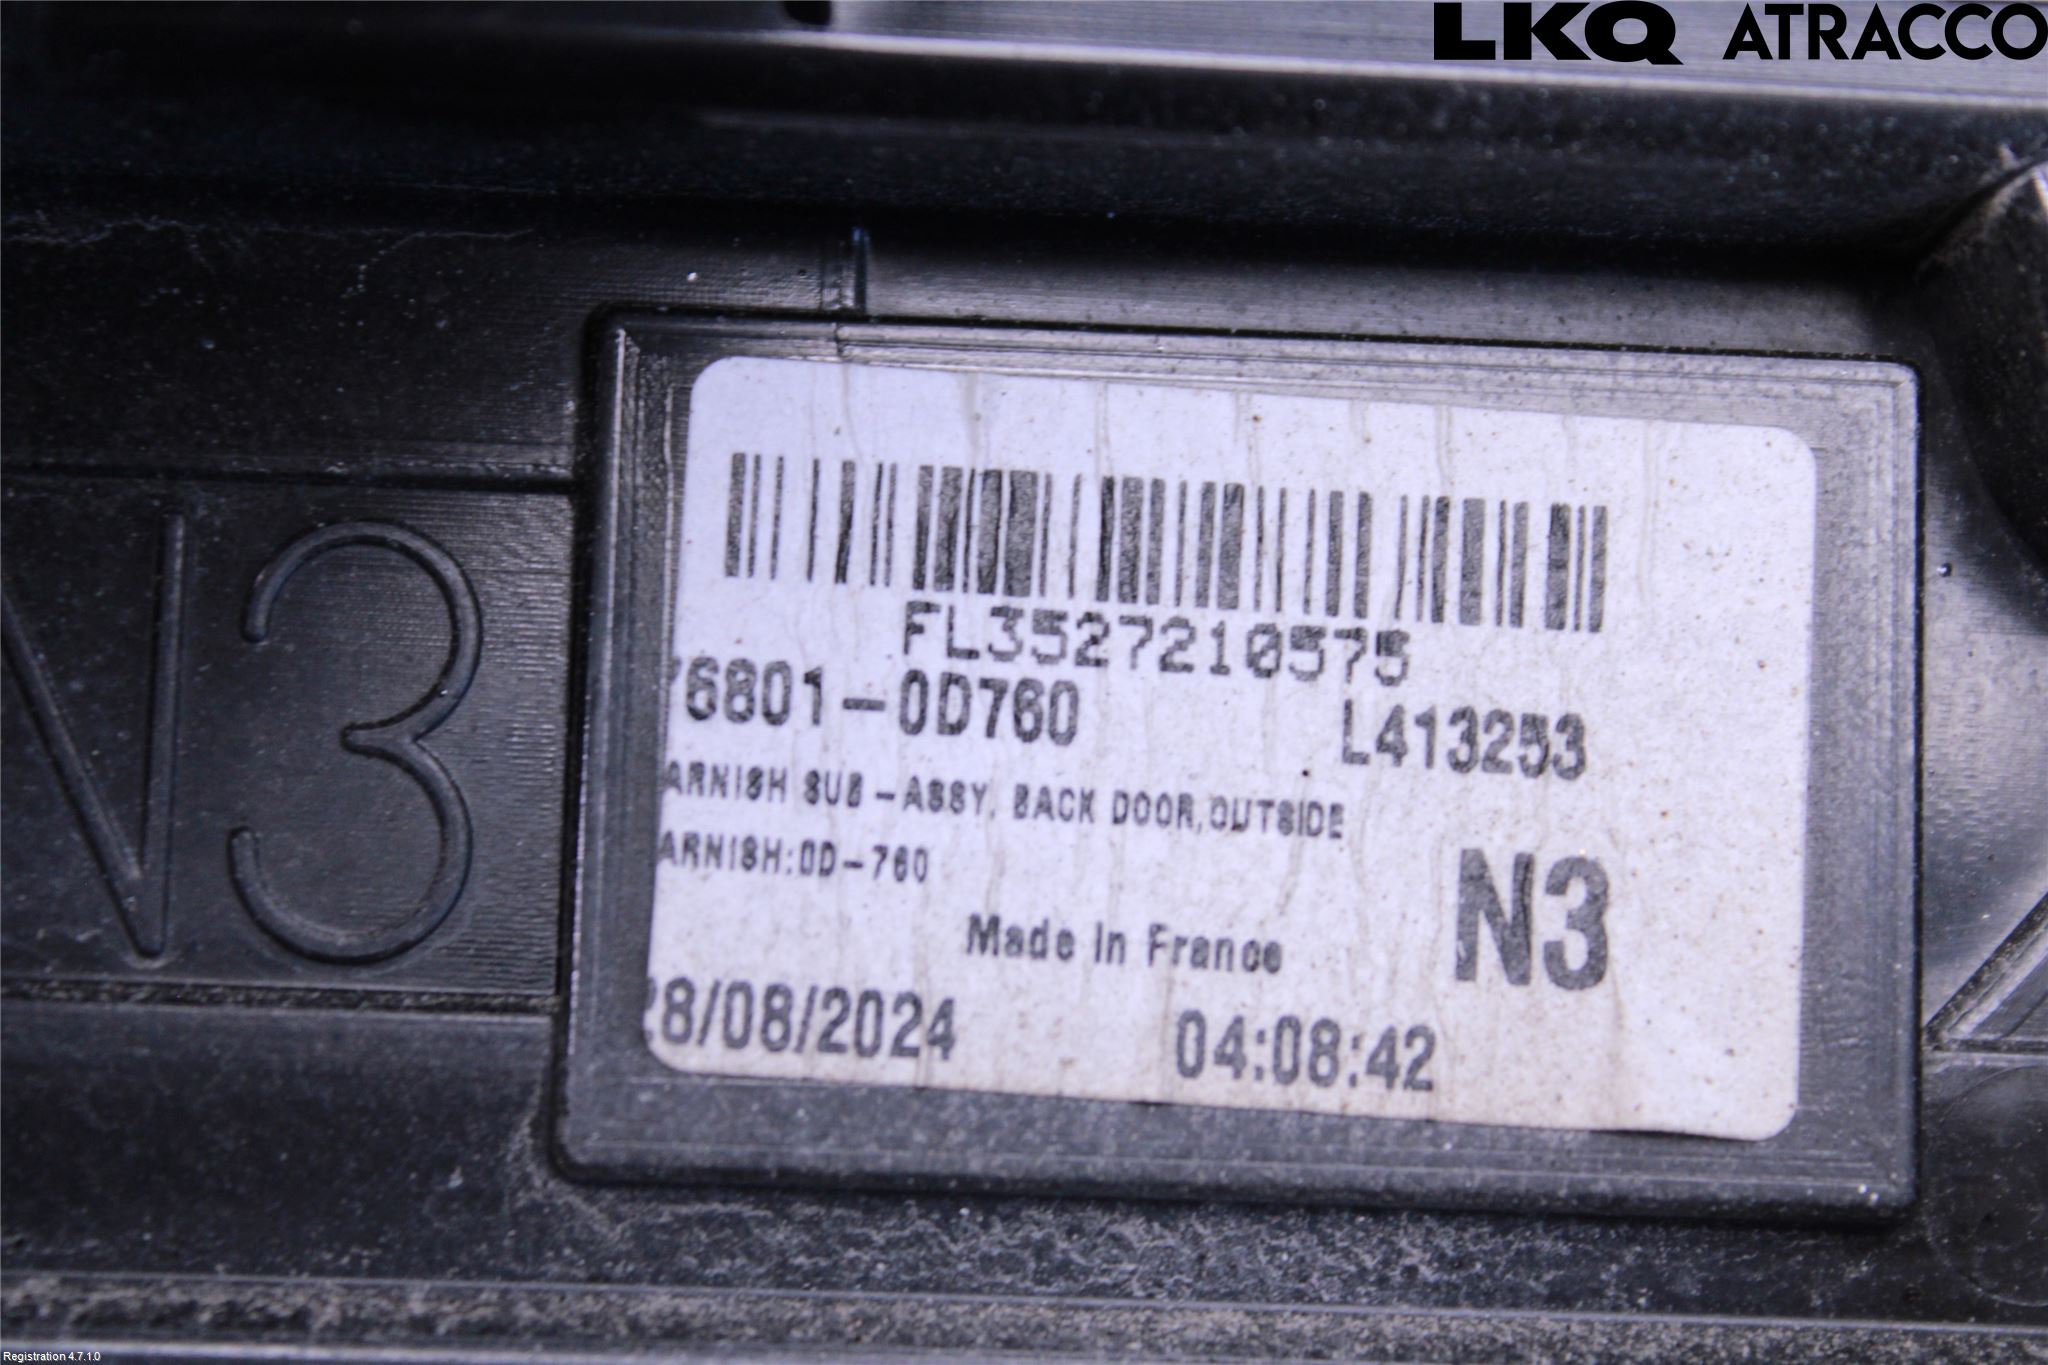 LKQ ATRACCO
N3
FL3527210575
76801-0D760 L413253
ARNISH SUB-ASSY, BACK DOOR,OUTSIDE
ARNISH:0D-760
N3
Made In France
28/08/2024 04:08:42
Registration 4.7.1.0